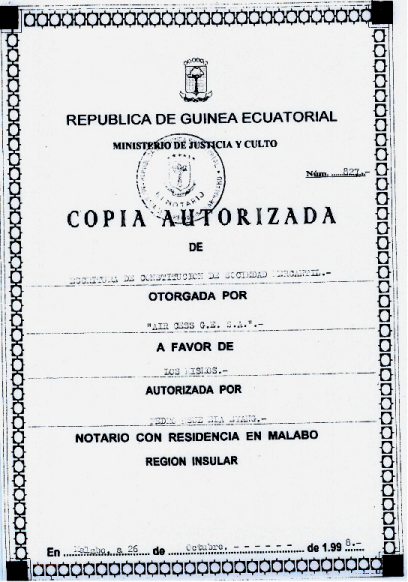 REPUBLICA DE GUINEA ECUATORIAL
MINISTERIO DE JUSTICIA Y CULTO
Núm. 827.-
COPIA AUTORIZADA
DE
ESCRITURA DE CONSTITUCION DE SOCIEDAD MERCANTIL.-
OTORGADA POR
"AIR CESS G.E. S.A.".-
A FAVOR DE
LOS MISMOS.-
AUTORIZADA POR
NOTARIO CON RESIDENCIA EN MALABO
REGION INSULAR
En Malabo, a 26 de Octubre. - - - - - - de 1.99 8.-